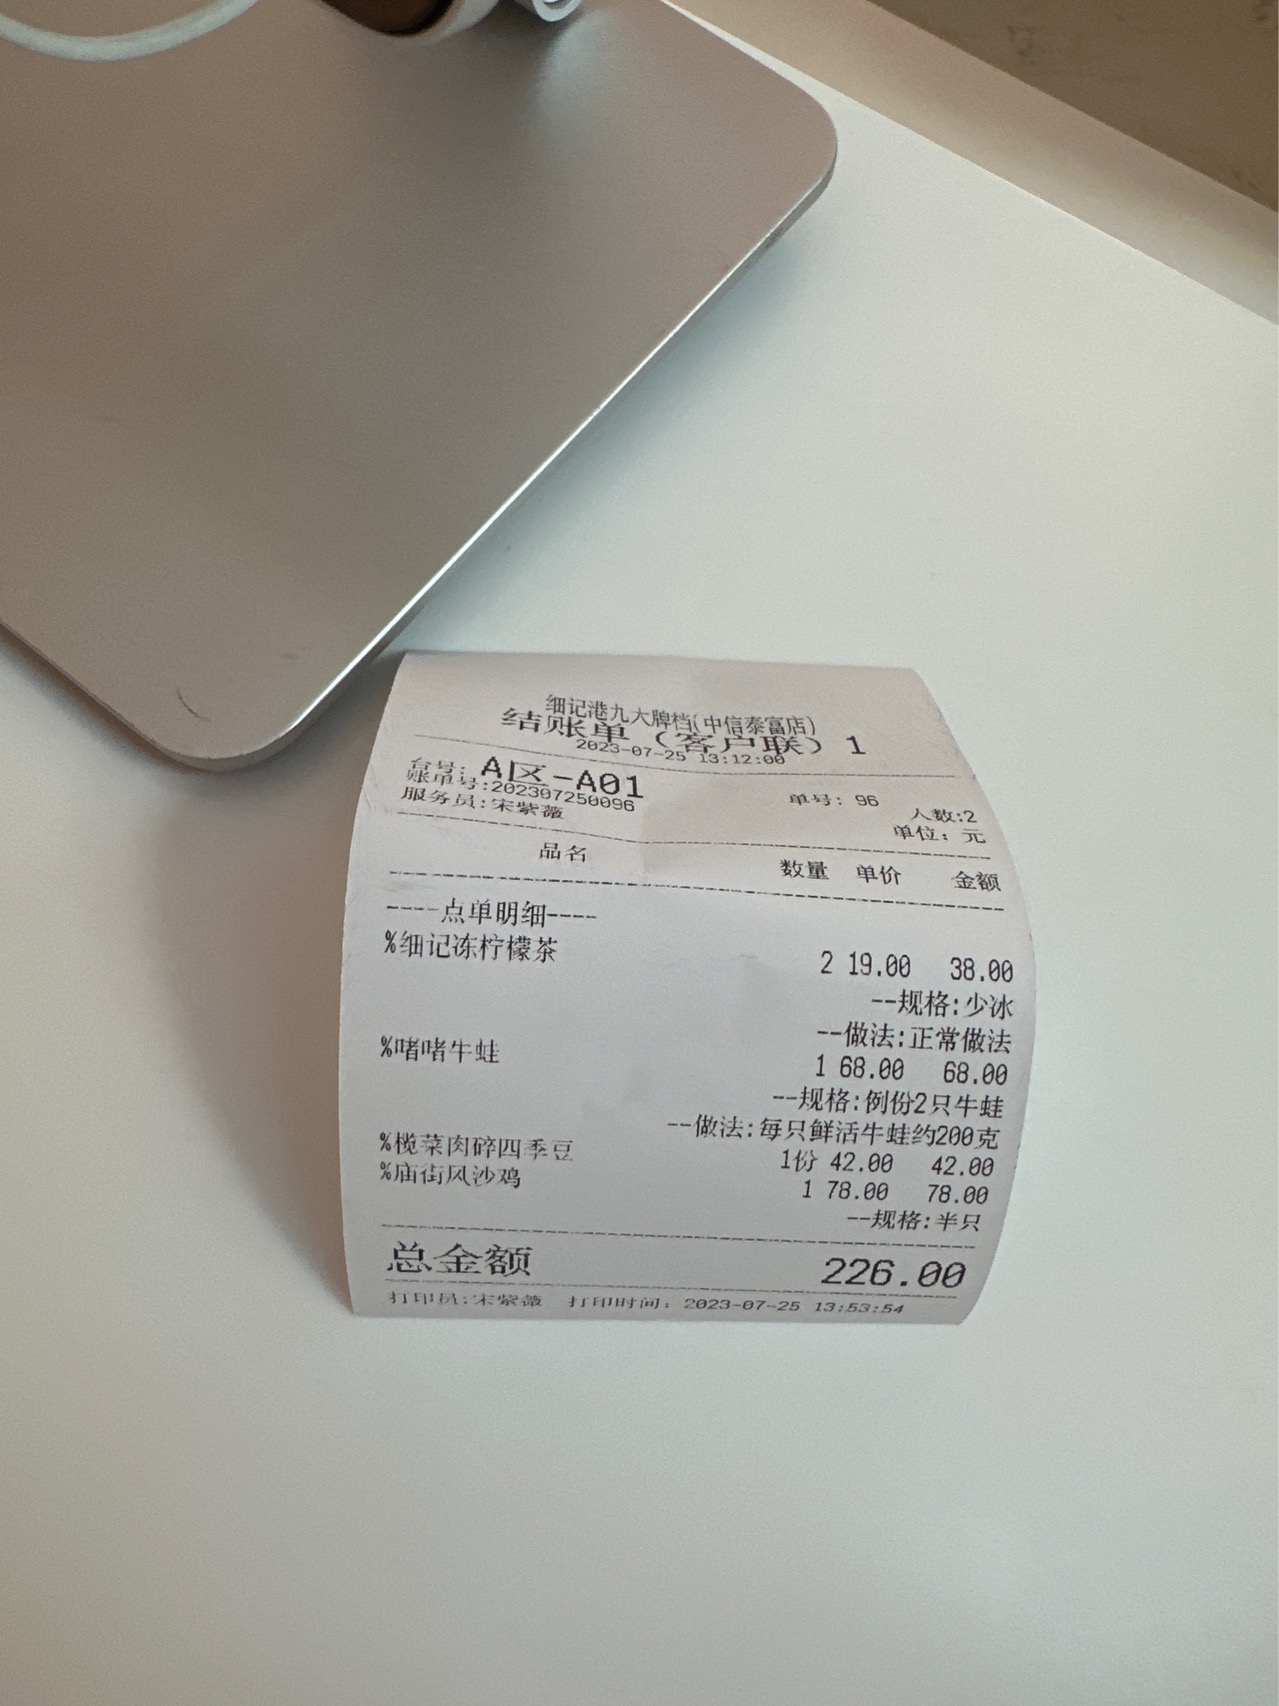 细记港九大牌档(中信泰富店)
结账单（客户联）1
2023-07-25 13:12:00
台号: A区-A01 单号: 96
账单号:202307250096 人数:2
服务员:宋紫薇 单位: 元
品名 数量 单价 金额
----点单明细----
%细记冻柠檬茶
2 19.00 38.00
--规格:少冰
--做法:正常做法
%啫啫牛蛙
1 68.00 68.00
--规格:例份2只牛蛙
--做法:每只鲜活牛蛙约200克
%榄菜肉碎四季豆
1份 42.00 42.00
%庙街风沙鸡
1 78.00 78.00
--规格:半只
总金额 226.00
打印员:宋紫薇 打印时间: 2023-07-25 13:53:54